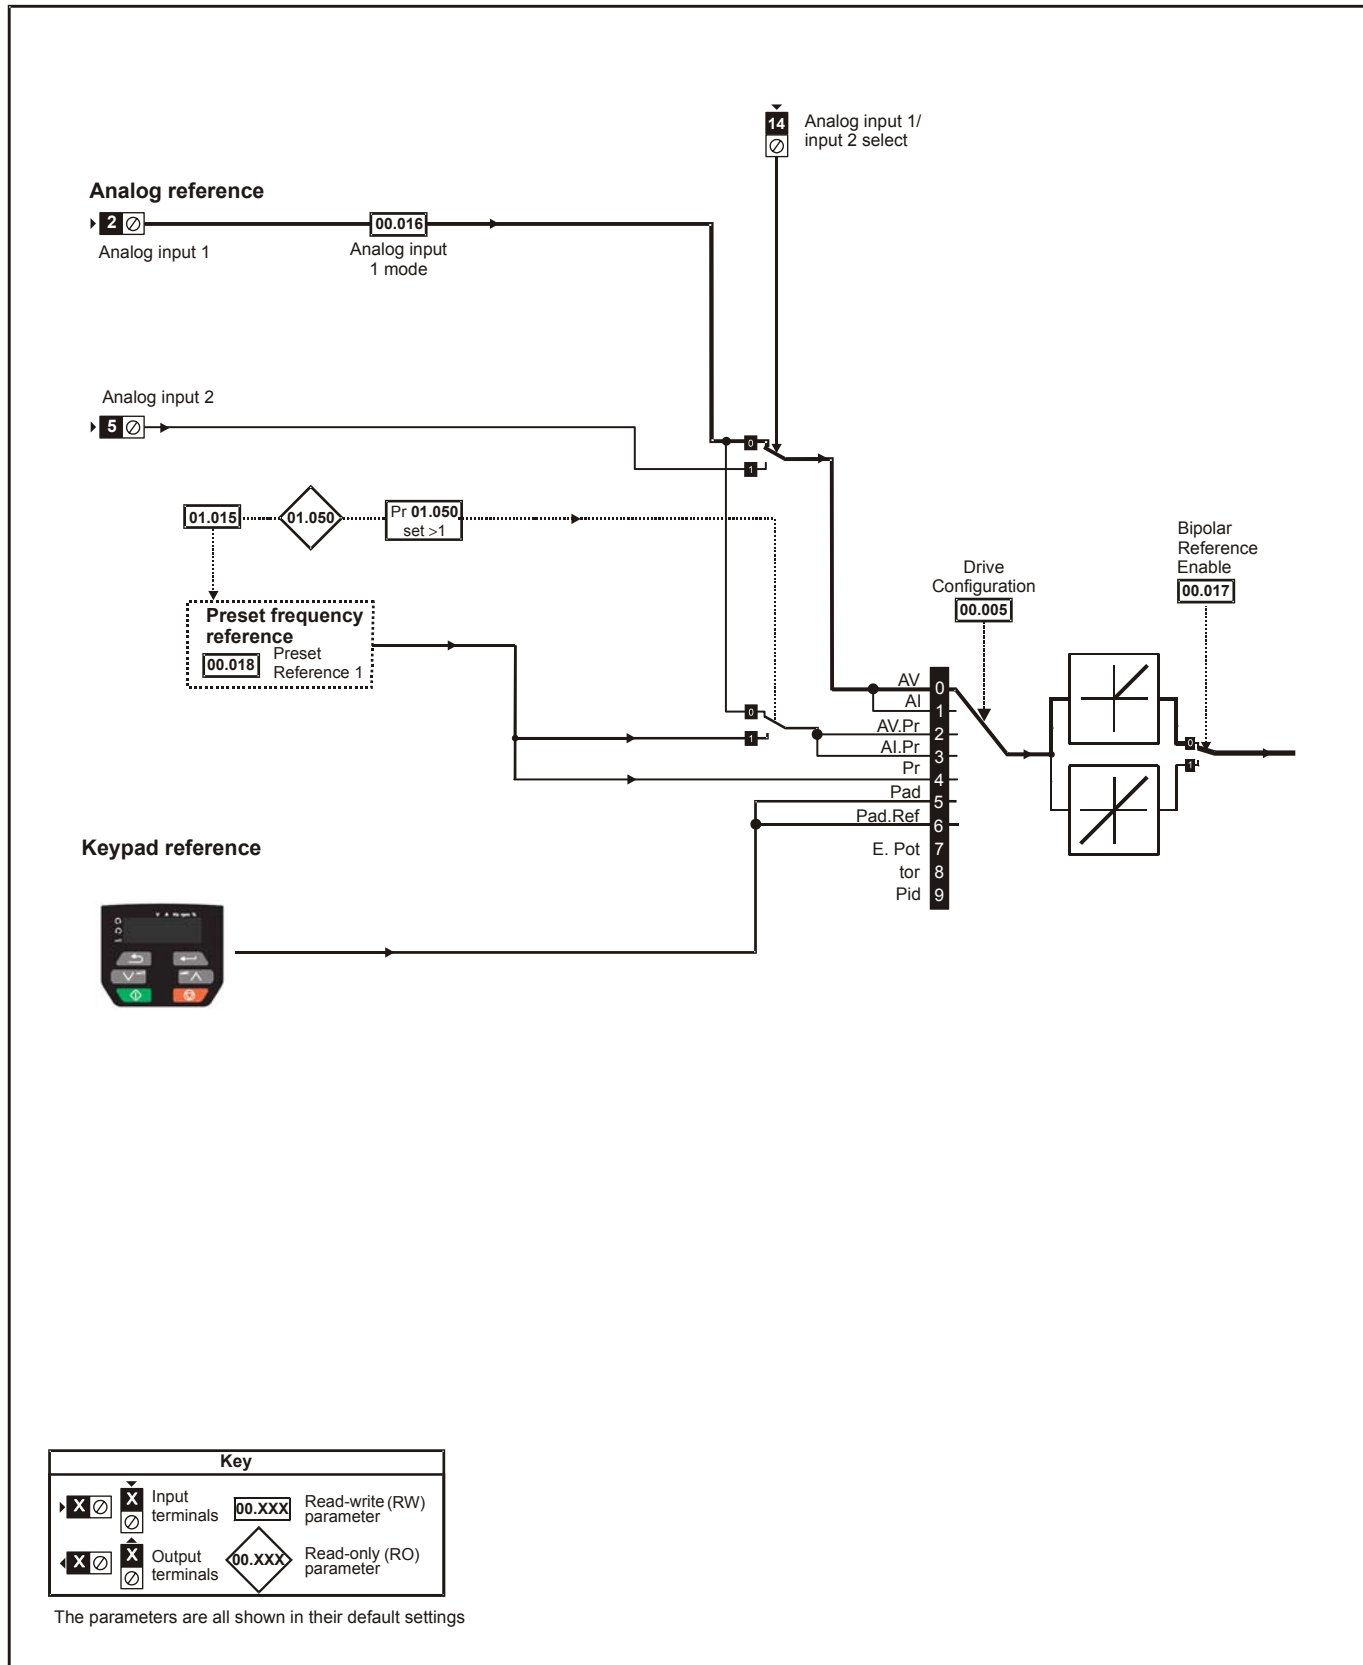 14
Analog input 1/
input 2 select
Analog reference
2
00.016
Analog input 1
Analog input
1 mode
Analog input 2
5
0
1
01.015
01.050
Pr 01.050
set >1
Bipolar
Reference
Enable
00.017
Drive
Configuration
00.005
Preset frequency
reference
00.018
Preset
Reference 1
AV
0
AI
1
0
AV.Pr
2
1
AI.Pr
3
Pr
4
Pad
5
Pad.Ref
6
E. Pot
7
tor
8
Pid
9
0
1
Keypad reference
Key
X
X
Input
terminals
00.XXX
Read-write (RW)
parameter
X
X
Output
terminals
00.XXX
Read-only (RO)
parameter
The parameters are all shown in their default settings